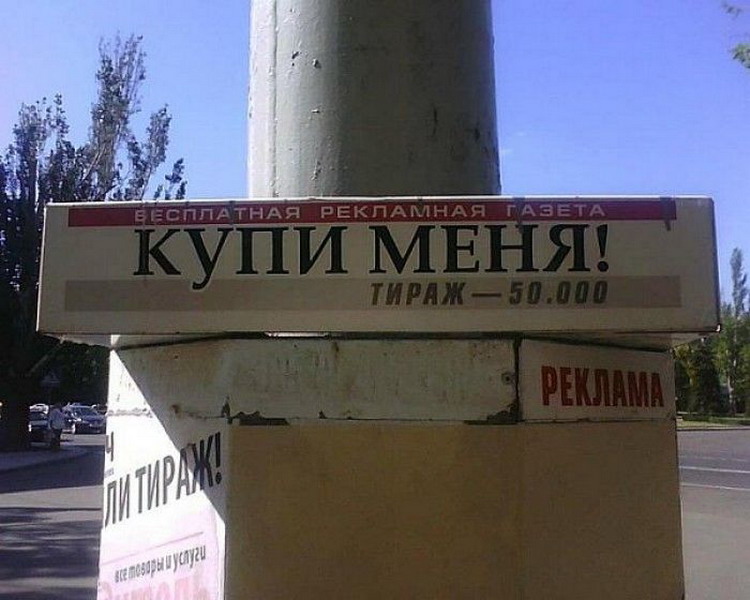 БЕСПЛАТНАЯ РЕКЛАМНАЯ ГАЗЕТА
КУПИ МЕНЯ!
ТИРАЖ — 50.000
РЕКЛАМА
ЛИ ТИРАЖ!
все товары и услуги